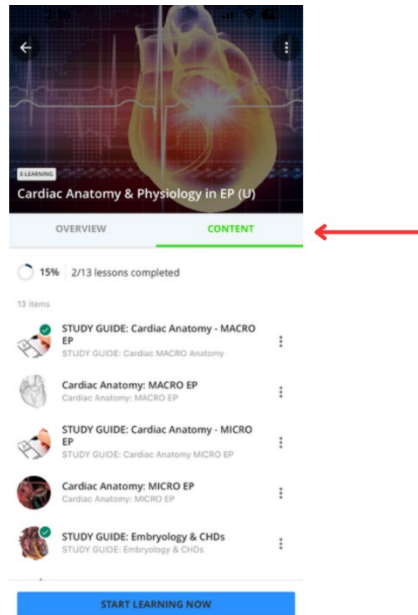 E-LEARNING
Cardiac Anatomy & Physiology in EP (U)
OVERVIEW CONTENT
15% 2/13 lessons completed
13 items
STUDY GUIDE: Cardiac Anatomy - MACRO
EP
STUDY GUIDE: Cardiac MACRO Anatomy
Cardiac Anatomy: MACRO EP
Cardiac Anatomy: MACRO EP
STUDY GUIDE: Cardiac Anatomy - MICRO
EP
STUDY GUIDE: Cardiac Anatomy MICRO EP
Cardiac Anatomy: MICRO EP
Cardiac Anatomy: MICRO EP
STUDY GUIDE: Embryology & CHDs
STUDY GUIDE: Embryology & CHDs
START LEARNING NOW